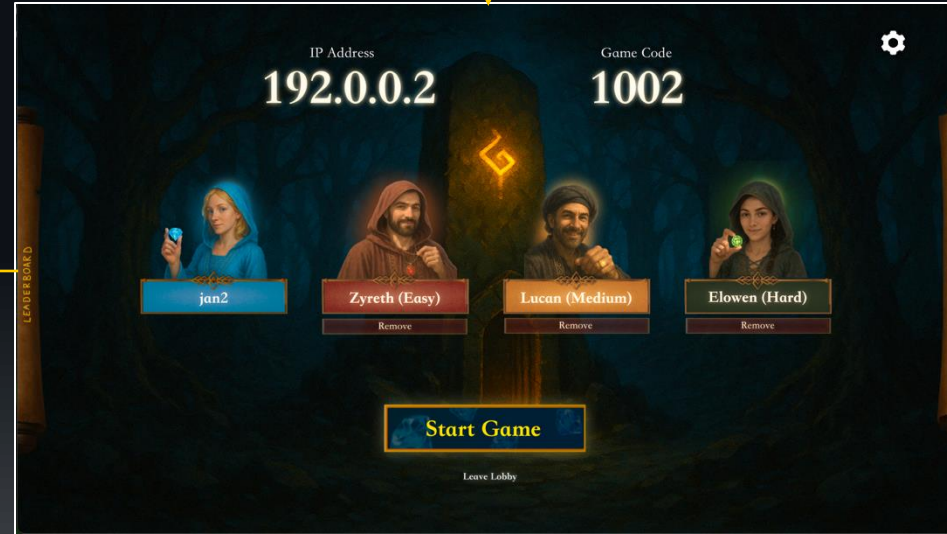 IP Address
192.0.0.2
Game Code
1002
LEADERBOARD
jan2
Zyreth (Easy)
Lucan (Medium)
Elowen (Hard)
Remove
Remove
Remove
Start Game
Leave Lobby